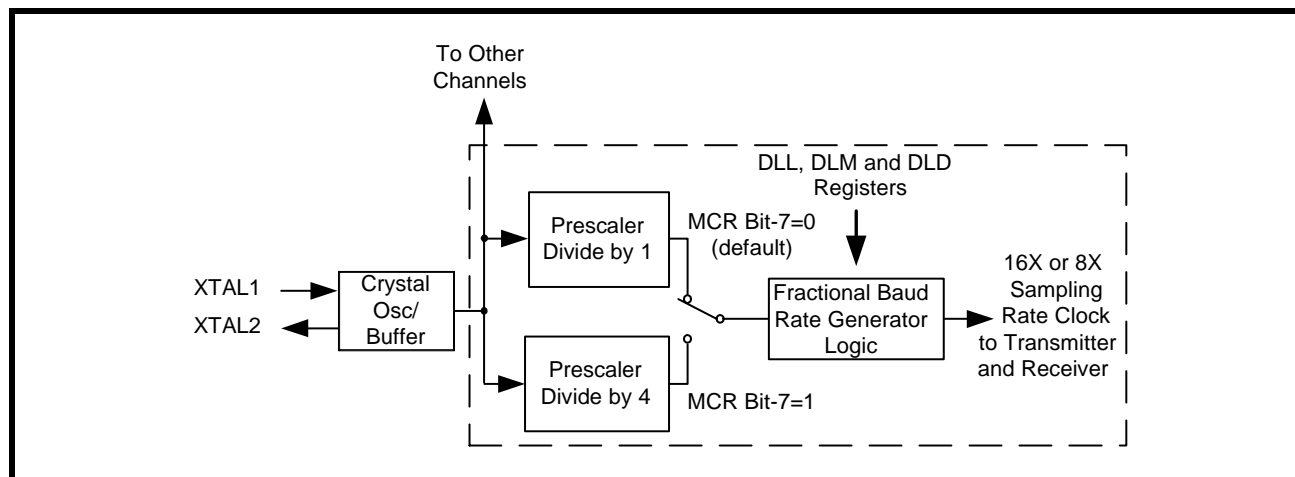 To Other
Channels
DLL, DLM and DLD
Registers
Prescaler
Divide by 1
MCR Bit-7=0
(default)
XTAL1
XTAL2
Crystal
Osc/
Buffer
Fractional Baud
Rate Generator
Logic
16X or 8X
Sampling
Rate Clock
to Transmitter
and Receiver
Prescaler
Divide by 4
MCR Bit-7=1